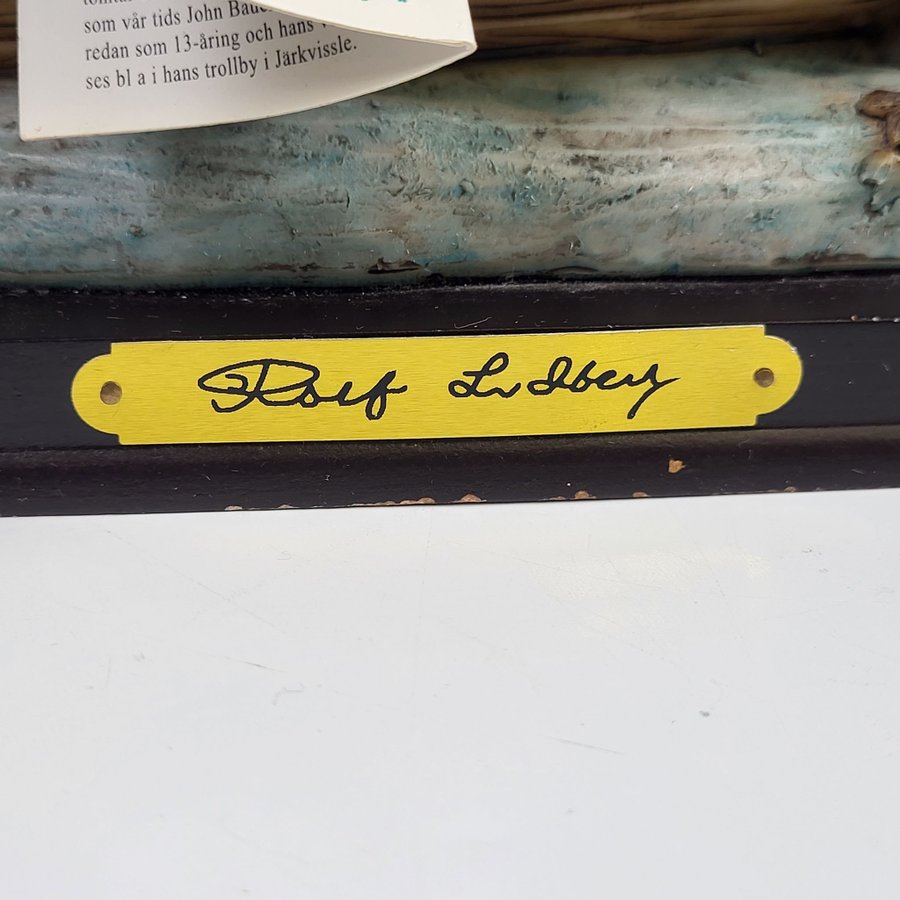 som vår tids John Baue
redan som 13-åring och hans
ses bl a i hans trollby i Järkvissle.
Rolf Lidberg